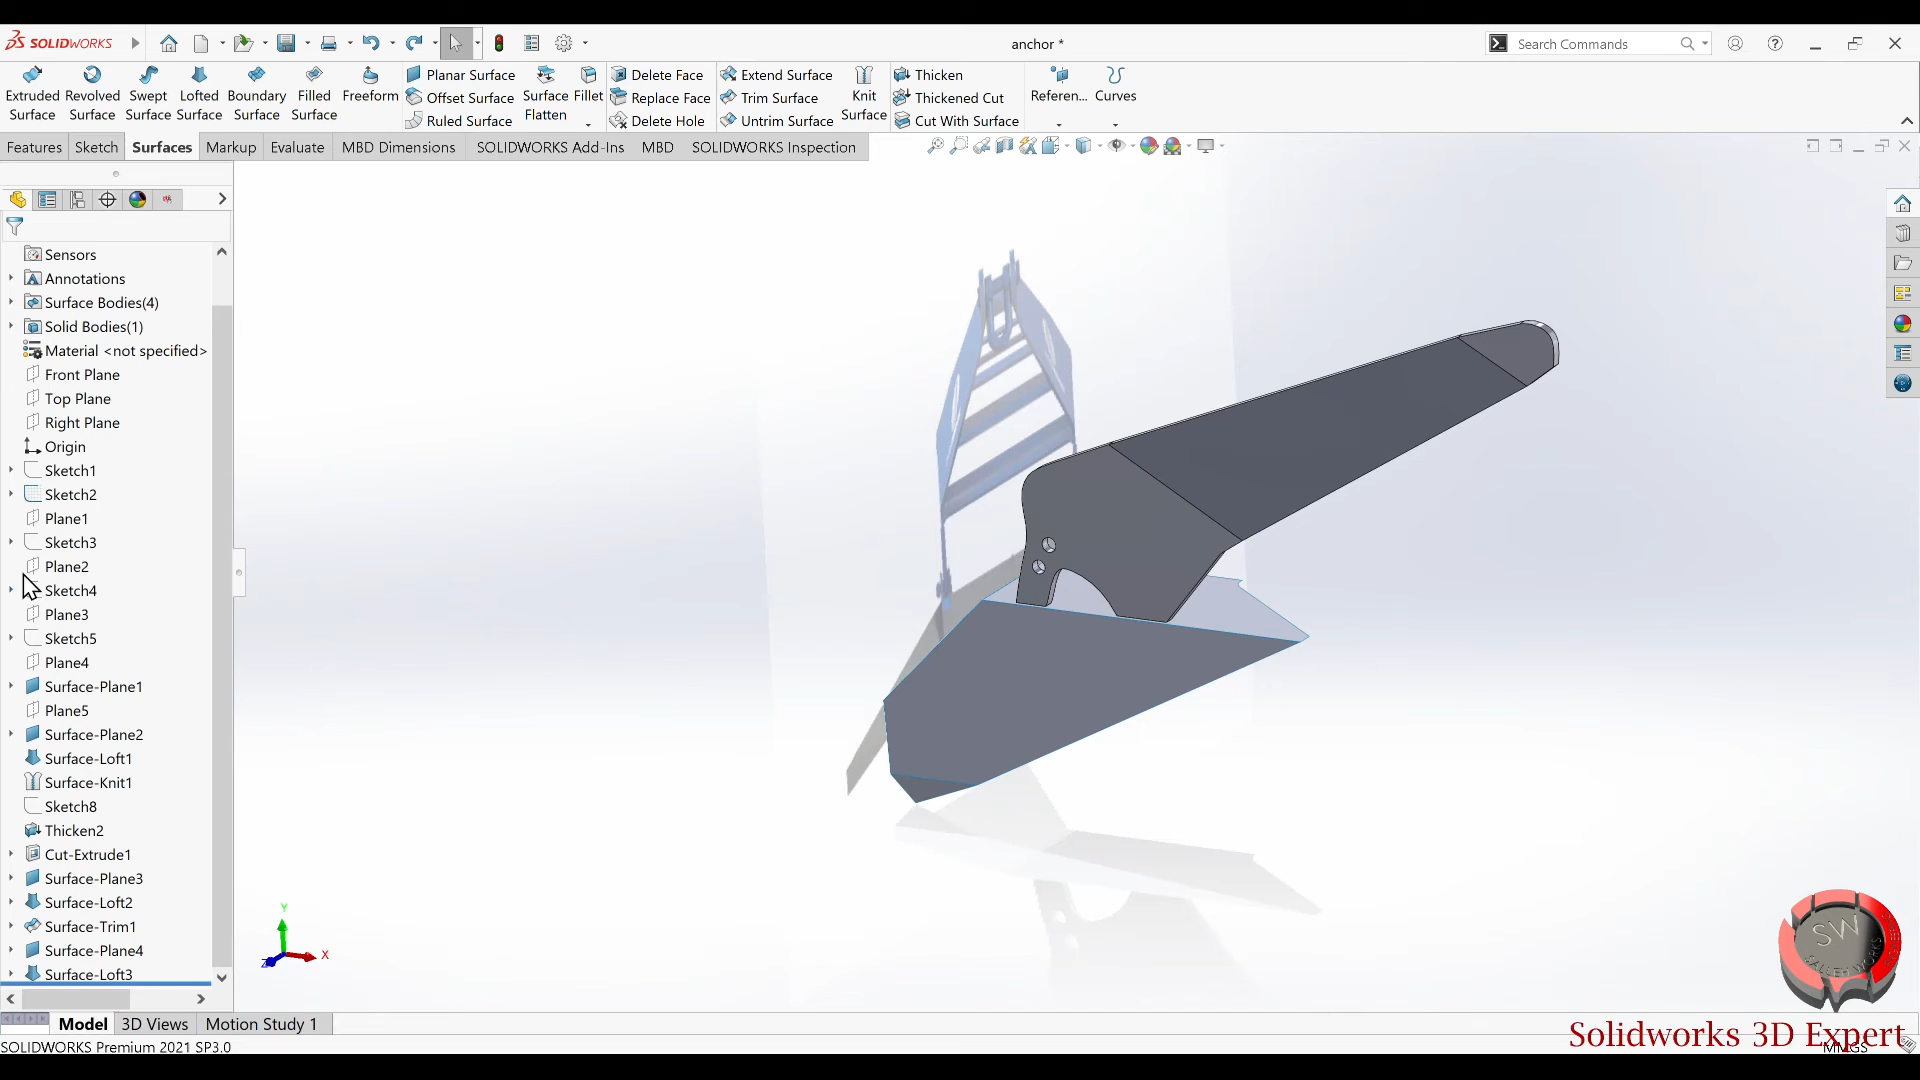 SOLIDWORKS
anchor *
Search Commands
Extruded Surface
Revolved Surface
Swept Surface
Lofted Surface
Boundary Surface
Filled Surface
Freeform
Planar Surface
Offset Surface
Ruled Surface
Surface Flatten
Fillet
Delete Face
Replace Face
Delete Hole
Extend Surface
Trim Surface
Untrim Surface
Knit Surface
Thicken
Thickened Cut
Cut With Surface
Referen...
Curves
Features
Sketch
Surfaces
Markup
Evaluate
MBD Dimensions
SOLIDWORKS Add-Ins
MBD
SOLIDWORKS Inspection
Sensors
Annotations
Surface Bodies(4)
Solid Bodies(1)
Material <not specified>
Front Plane
Top Plane
Right Plane
Origin
Sketch1
Sketch2
Plane1
Sketch3
Plane2
Sketch4
Plane3
Sketch5
Plane4
Surface-Plane1
Plane5
Surface-Plane2
Surface-Loft1
Surface-Knit1
Sketch8
Thicken2
Cut-Extrude1
Surface-Plane3
Surface-Loft2
Surface-Trim1
Surface-Plane4
Surface-Loft3
Y
X
Z
SW
Model
3D Views
Motion Study 1
Solidworks 3D Expert
SOLIDWORKS Premium 2021 SP3.0
MMGS